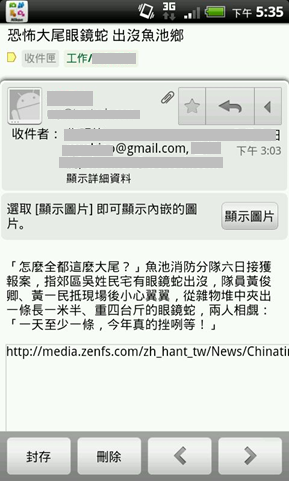 3G
下午 5:35
恐怖大尾眼鏡蛇 出沒魚池鄉
收件匣 工作/
收件者：
@gmail.com,
下午 3:03
顯示詳細資料
選取 [顯示圖片] 即可顯示內嵌的圖
片。
顯示圖片
「怎麼全都這麼大尾？」魚池消防分隊六日接獲
報案，指郊區吳姓民宅有眼鏡蛇出沒，隊員黃俊
卿、黃一民抵現場後小心翼翼，從雜物堆中夾出
一條長一米半、重四台斤的眼鏡蛇，兩人相覷：
「一天至少一條，今年真的挫咧等！」
http://media.zenfs.com/zh_hant_tw/News/Chinatin
封存
刪除